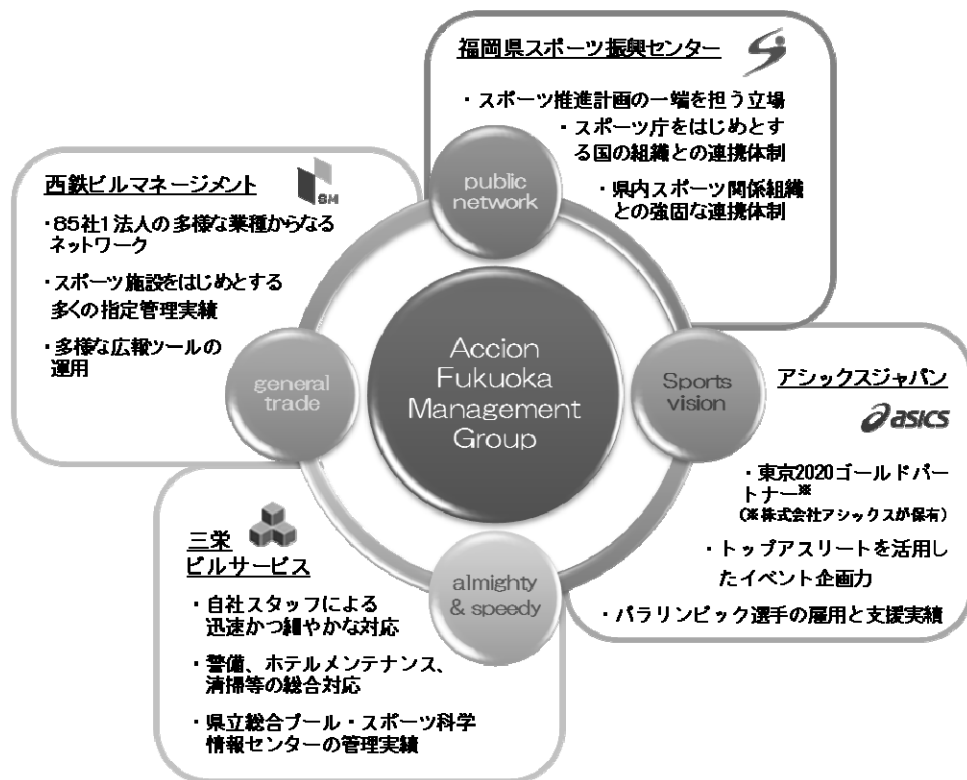 福岡県スポーツ振興センター
・スポーツ推進計画の一端を担う立場
・スポーツ庁をはじめとす
る国の組織との連携体制
・県内スポーツ関係組織
との強固な連携体制
public
network
西鉄ビルマネージメント
BM
・85社1法人の多様な業種からなる
ネットワーク
・スポーツ施設をはじめとする
多くの指定管理実績
・多様な広報ツールの
運用
general
trade
Accion
Fukuoka
Management
Group
Sports
vision
アシックスジャパン
asics
・東京2020ゴールドパー
トナー※
(※株式会社アシックスが保有)
・トップアスリートを活用し
たイベント企画力
・パラリンピック選手の雇用と支援実績
三栄
ビルサービス
almighty
& speedy
・自社スタッフによる
迅速かつ細やかな対応
・警備、ホテルメンテナンス、
清掃等の総合対応
・県立総合プール・スポーツ科学
情報センターの管理実績